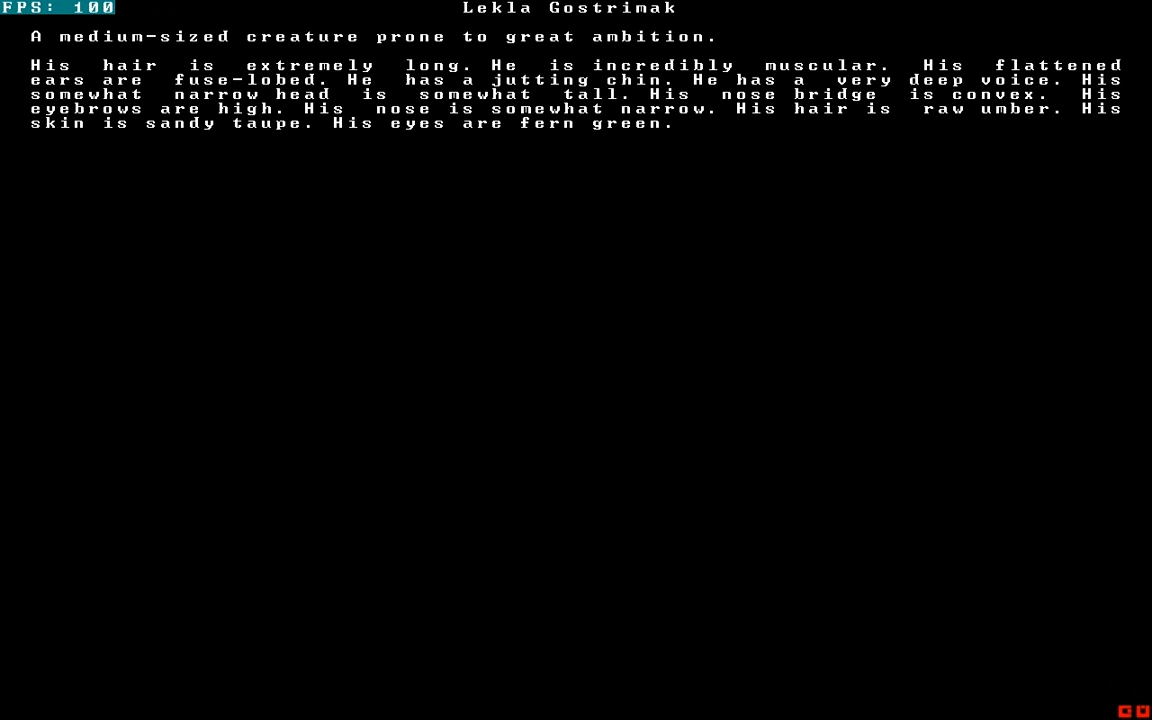 FPS: 100
Lekla Gostrimak
A medium-sized creature prone to great ambition.
His hair is extremely long. He is incredibly muscular. His flattened
ears are fuse-lobed. He has a jutting chin. He has a very deep voice. His
somewhat narrow head is somewhat tall. His nose bridge is convex. His
eyebrows are high. His nose is somewhat narrow. His hair is raw umber. His
skin is sandy taupe. His eyes are fern green.